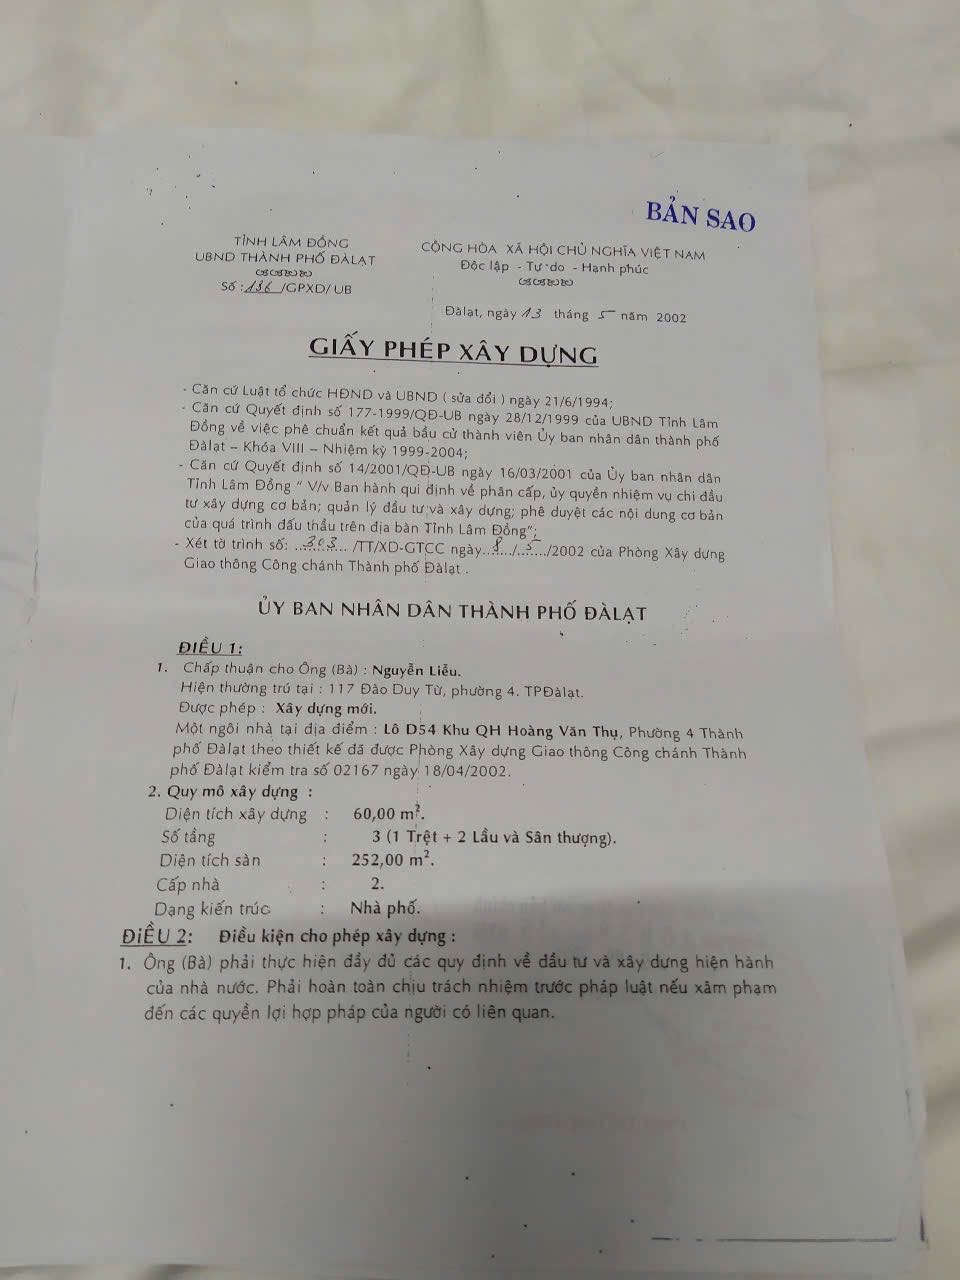 BẢN SAO
TỈNH LÂM ĐỒNG
UBND THÀNH PHỐ ĐÀLẠT
Số : 136 /GPXD/ UB
CỘNG HÒA XÃ HỘI CHỦ NGHĨA VIỆT NAM
Độc lập - Tự do - Hạnh phúc
Đàlạt, ngày 13 tháng 5 năm 2002
GIẤY PHÉP XÂY DỰNG
- Căn cứ Luật tổ chức HĐND và UBND ( sửa đổi ) ngày 21/6/1994;
- Căn cứ Quyết định số 177-1999/QĐ-UB ngày 28/12/1999 của UBND Tỉnh Lâm
Đồng về việc phê chuẩn kết quả bầu cử thành viên Ủy ban nhân dân thành phố
Đàlạt – Khóa VIII – Nhiệm kỳ 1999-2004;
- Căn cứ Quyết định số 14/2001/QĐ-UB ngày 16/03/2001 của Ủy ban nhân dân
Tỉnh Lâm Đồng " V/v Ban hành qui định về phân cấp, ủy quyền nhiệm vụ chi đầu
tư xây dựng cơ bản; quản lý đầu tư và xây dựng; phê duyệt các nội dung cơ bản
của quá trình đấu thầu trên địa bàn Tỉnh Lâm Đồng";
- Xét tờ trình số: ...303... /TT/XD-GTCC ngày..8.../..5.../2002 của Phòng Xây dựng
Giao thông Công chánh Thành phố Đàlạt .
ỦY BAN NHÂN DÂN THÀNH PHỐ ĐÀLẠT
ĐIỀU 1:
1. Chấp thuận cho Ông (Bà) : Nguyễn Liễu.
Hiện thường trú tại : 117 Đào Duy Từ, phường 4. TPĐàlạt.
Được phép : Xây dựng mới.
Một ngôi nhà tại địa điểm : Lô D54 Khu QH Hoàng Văn Thụ, Phường 4 Thành
phố Đàlạt theo thiết kế đã được Phòng Xây dựng Giao thông Công chánh Thành
phố Đàlạt kiểm tra số 02167 ngày 18/04/2002.
2. Quy mô xây dựng :
Diện tích xây dựng : 60,00 m².
Số tầng : 3 (1 Trệt + 2 Lầu và Sân thượng).
Diện tích sàn : 252,00 m².
Cấp nhà : 2.
Dạng kiến trúc : Nhà phố.
ĐIỀU 2: Điều kiện cho phép xây dựng :
1. Ông (Bà) phải thực hiện đầy đủ các quy định về đầu tư và xây dưng hiện hành
của nhà nước. Phải hoàn toàn chịu trách nhiệm trước pháp luật nếu xâm phạm
đến các quyền lợi hợp pháp của người có liên quan.